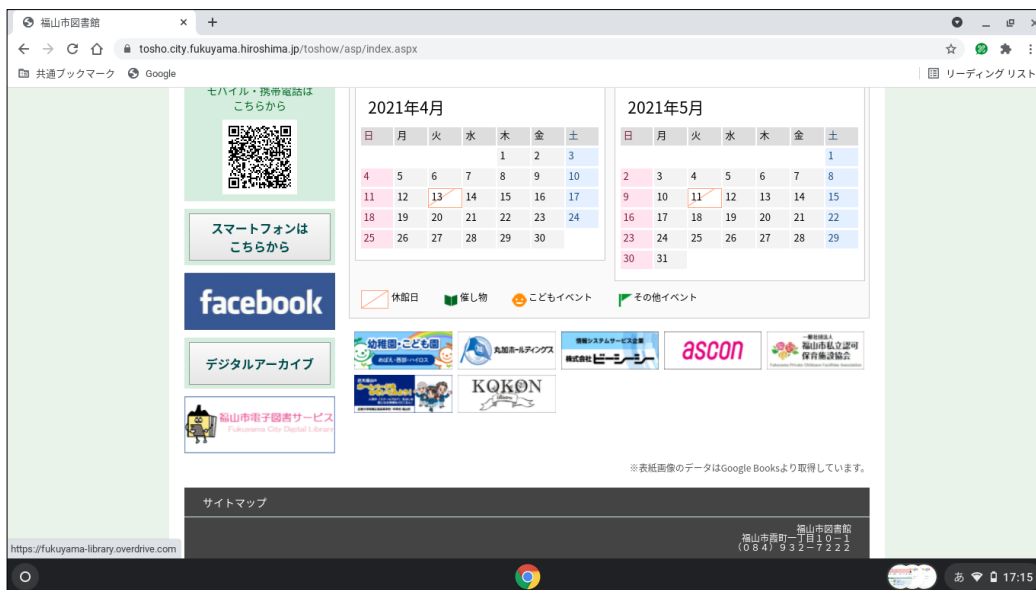 福山市図書館
tosho.city.fukuyama.hiroshima.jp/toshow/asp/index.aspx
共通ブックマーク Google
リーディング リスト
モバイル・携帯電話は
こちらから
スマートフォンは
こちらから
facebook
デジタルアーカイブ
福山市電子図書サービス
Fukuyama City Digital Library
2021年4月
日 月 火 水 木 金 土
1 2 3
4 5 6 7 8 9 10
11 12 13 14 15 16 17
18 19 20 21 22 23 24
25 26 27 28 29 30
2021年5月
日 月 火 水 木 金 土
1
2 3 4 5 6 7 8
9 10 11 12 13 14 15
16 17 18 19 20 21 22
23 24 25 26 27 28 29
30 31
休館日 催し物 こどもイベント その他イベント
幼稚園・こども園
丸加ホールディングス
情報システムサービス企業
株式会社 ビーシーシー
ascon
一般社団法人
福山市私立認可
保育施設協会
KOKON
※表紙画像のデータはGoogle Booksより取得しています。
サイトマップ
福山市図書館
福山市霞町一丁目10-1
(084) 932-7222
https://fukuyama-library.overdrive.com
あ 17:15